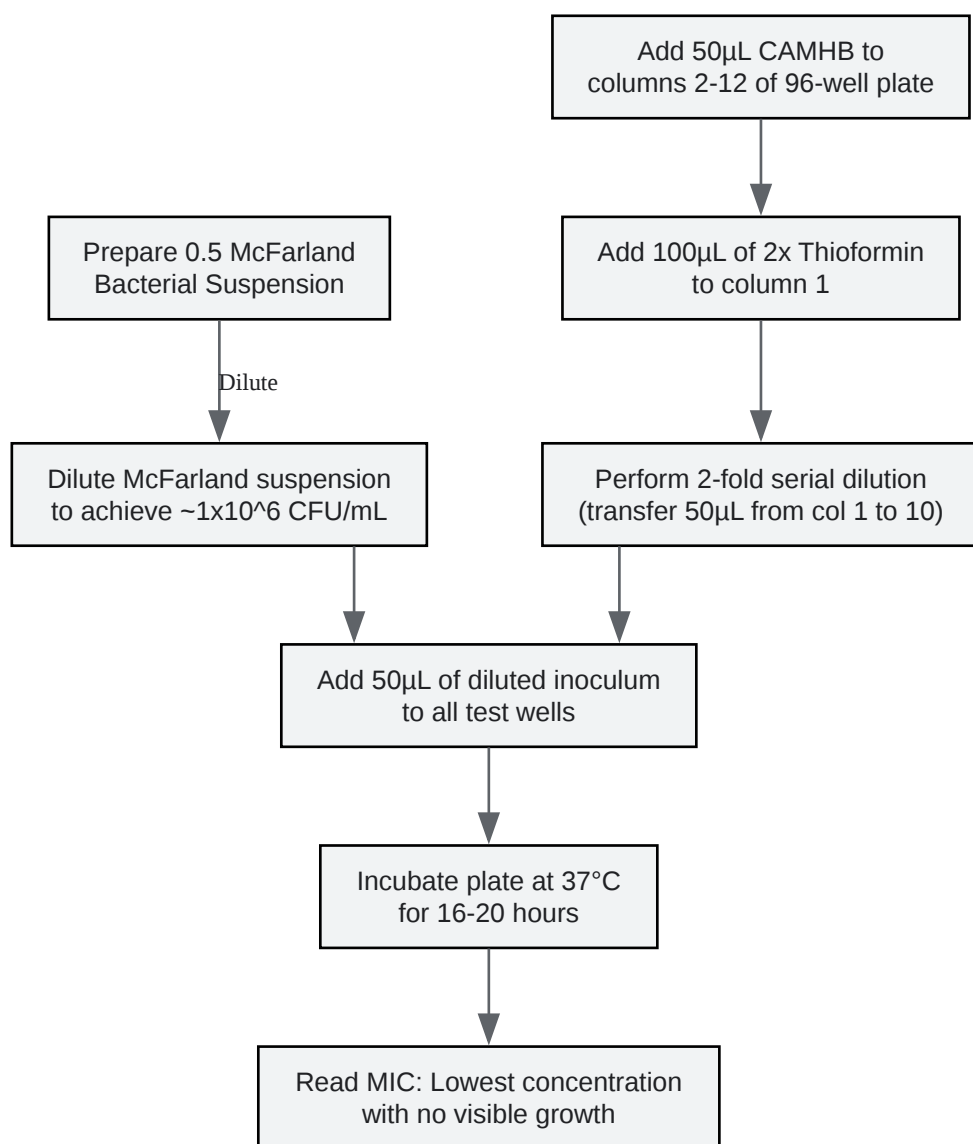 Add 50µL CAMHB to
columns 2-12 of 96-well plate
Prepare 0.5 McFarland
Bacterial Suspension
Add 100µL of 2x Thioformin
to column 1
Dilute
Dilute McFarland suspension
to achieve ~1x10^6 CFU/mL
Perform 2-fold serial dilution
(transfer 50µL from col 1 to 10)
Add 50µL of diluted inoculum
to all test wells
Incubate plate at 37°C
for 16-20 hours
Read MIC: Lowest concentration
with no visible growth